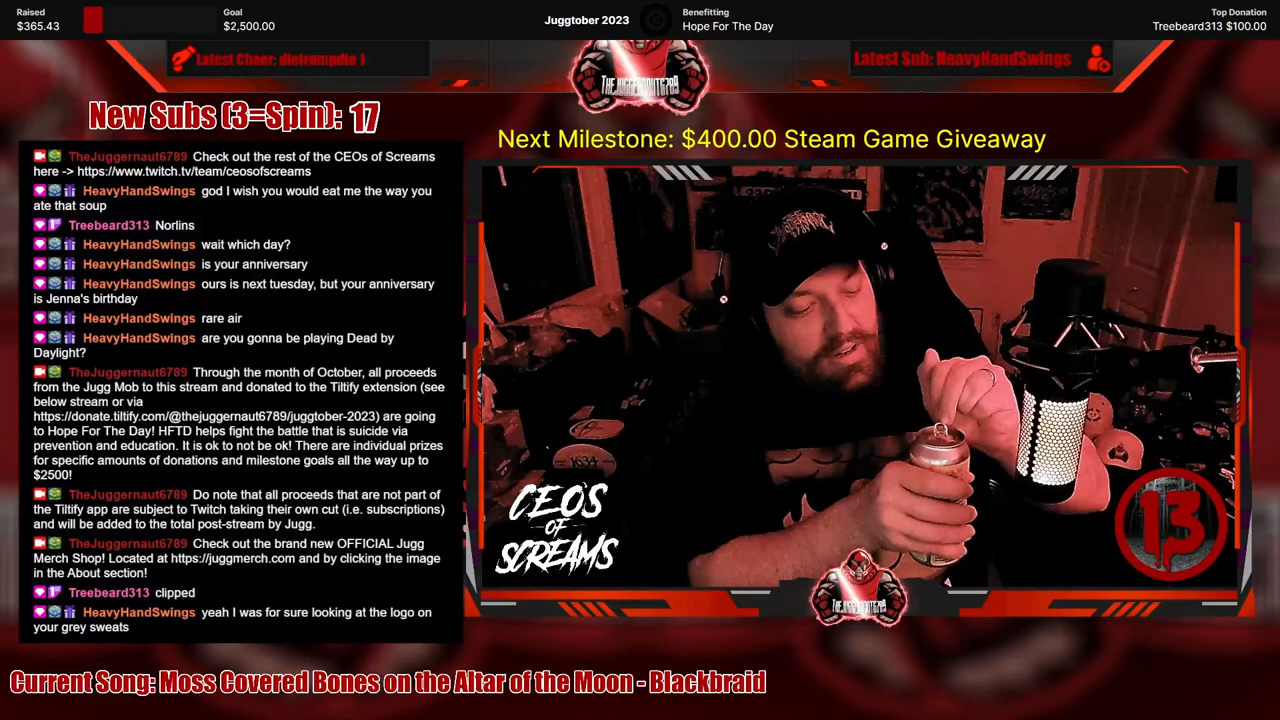 Raised
$365.43
Goal
$2,500.00
Juggtober 2023
Benefitting
Hope For The Day
Top Donation
Treebeard313 $100.00
Latest Cheer: dietrumpdie 1
THEJUGGERNAUT6789
Latest Sub: HeavyHandSwings
New Subs (3=Spin): 17
Next Milestone: $400.00 Steam Game Giveaway
TheJuggernaut6789 Check out the rest of the CEOs of Screams
here -> https://www.twitch.tv/team/ceosofscreams
HeavyHandSwings god I wish you would eat me the way you
ate that soup
Treebeard313 Norlins
HeavyHandSwings wait which day?
HeavyHandSwings is your anniversary
HeavyHandSwings ours is next tuesday, but your anniversary
is Jenna's birthday
HeavyHandSwings rare air
HeavyHandSwings are you gonna be playing Dead by
Daylight?
TheJuggernaut6789 Through the month of October, all proceeds
from the Jugg Mob to this stream and donated to the Tiltify extension (see
below stream or via
https://donate.tiltify.com/@thejuggernaut6789/juggtober-2023) are going
to Hope For The Day! HFTD helps fight the battle that is suicide via
prevention and education. It is ok to not be ok! There are individual prizes
for specific amounts of donations and milestone goals all the way up to
$2500!
TheJuggernaut6789 Do note that all proceeds that are not part of
the Tiltify app are subject to Twitch taking their own cut (i.e. subscriptions)
and will be added to the total post-stream by Jugg.
TheJuggernaut6789 Check out the brand new OFFICIAL Jugg
Merch Shop! Located at https://juggmerch.com and by clicking the image
in the About section!
Treebeard313 clipped
HeavyHandSwings yeah I was for sure looking at the logo on
your grey sweats
1634
CEOS
OF
SCREAMS
13
THEJUGGERNAUT6789
Current Song: Moss Covered Bones on the Altar of the Moon - Blackbraid